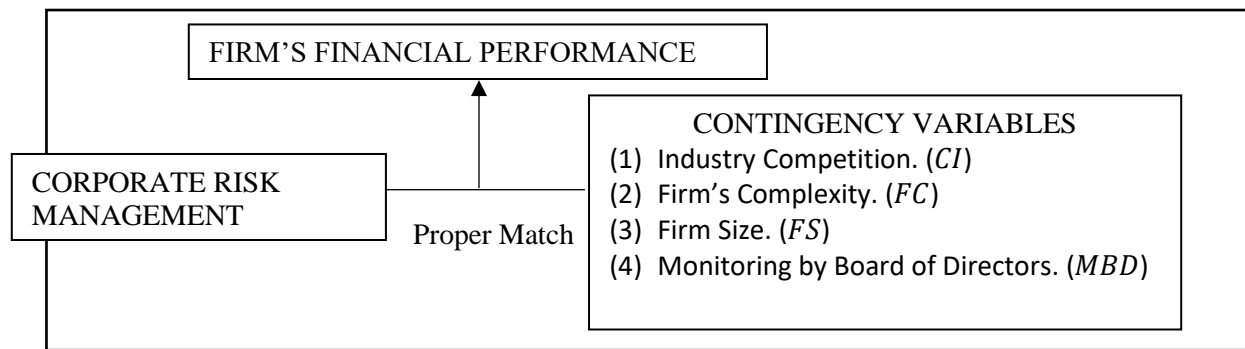 FIRM’S FINANCIAL PERFORMANCE
CONTINGENCY VARIABLES
(1) Industry Competition. (CI)
(2) Firm’s Complexity. (FC)
(3) Firm Size. (FS)
(4) Monitoring by Board of Directors. (MBD)
CORPORATE RISK
MANAGEMENT
Proper Match